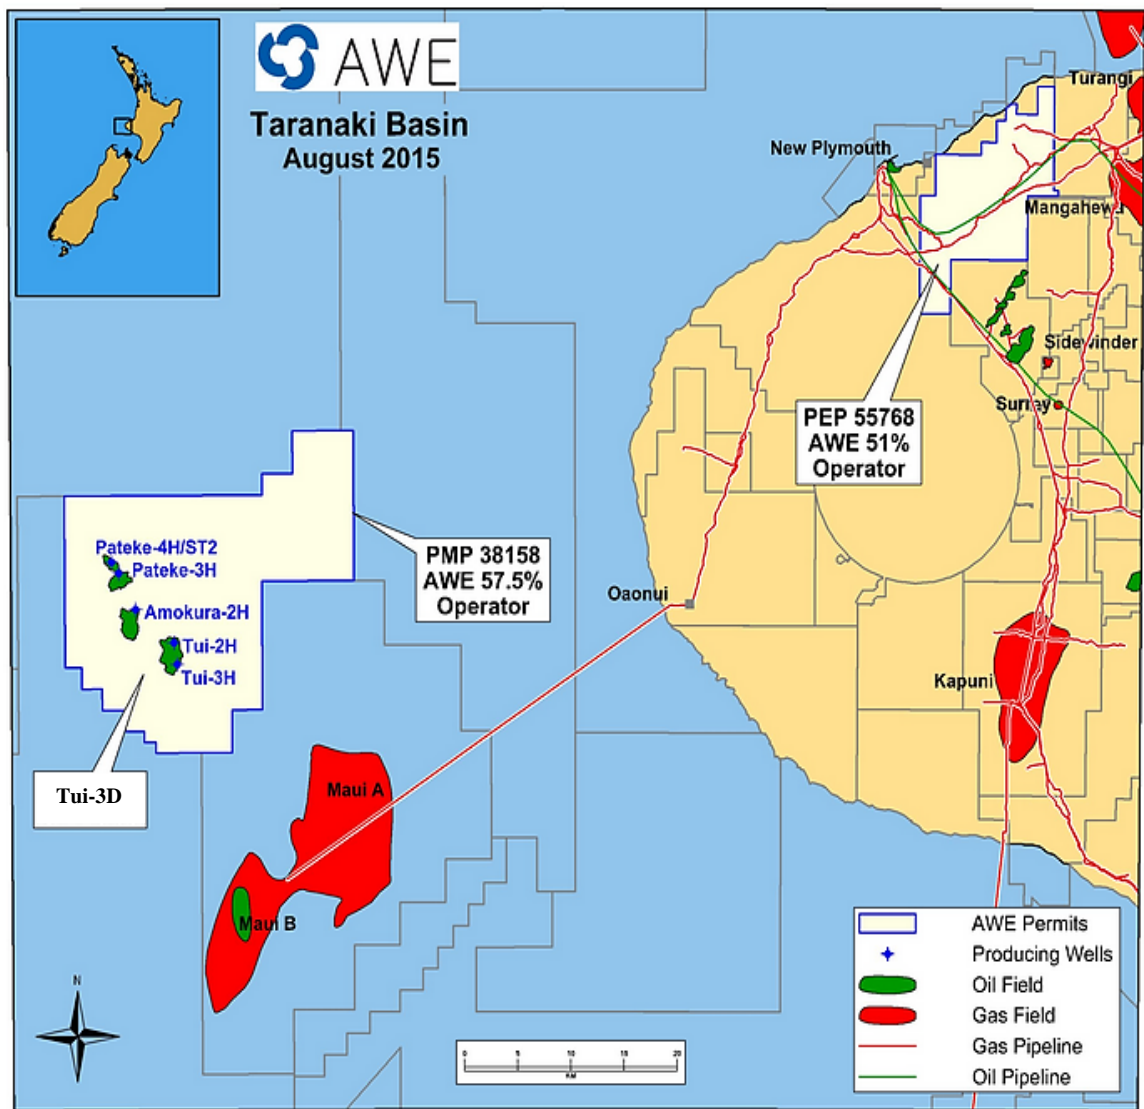 AWE
Taranaki Basin
August 2015
Turangi
New Plymouth
Mangahewa
Sidewinder
Surrey
PEP 55768
AWE 51%
Operator
PMP 38158
AWE 57.5%
Operator
Pateke-4H/ST2
Pateke-3H
Amokura-2H
Tui-2H
Tui-3H
Oaonui
Kapuni
Tui-3D
Maui A
Maui B
N
0 5 10 15 20
KM
AWE Permits
Producing Wells
Oil Field
Gas Field
Gas Pipeline
Oil Pipeline